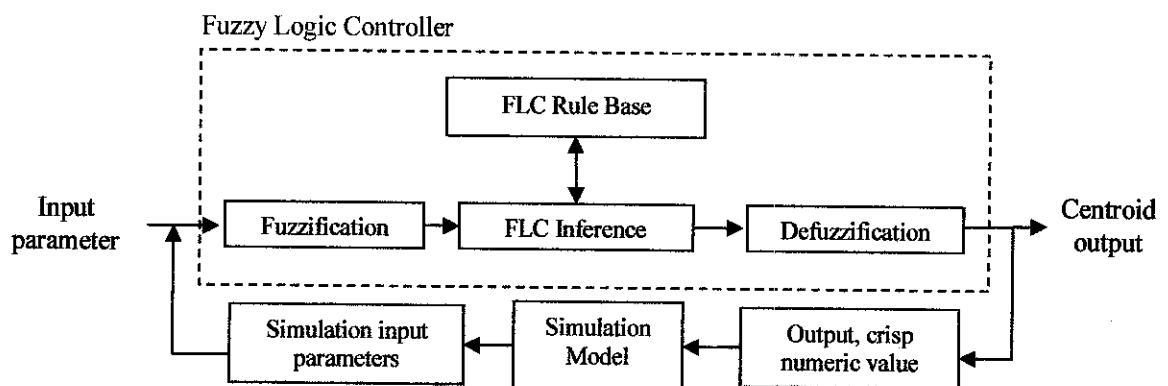 Fuzzy Logic Controller
FLC Rule Base
Input
parameter
Fuzzification
FLC Inference
Defuzzification
Centroid
output
Simulation input
parameters
Simulation
Model
Output, crisp
numeric value